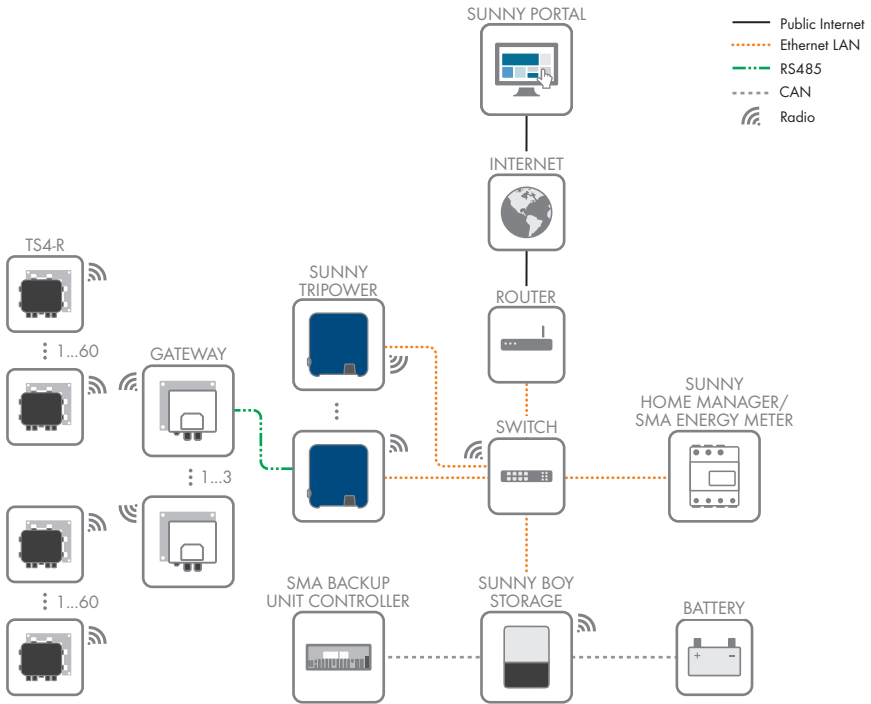 SUNNY PORTAL
Public Internet
Ethernet LAN
RS485
CAN
Radio
INTERNET
TS4-R
SUNNY
TRIPOWER
ROUTER
1...60
GATEWAY
SUNNY
HOME MANAGER/
SMA ENERGY METER
SWITCH
1...3
1...60
SMA BACKUP
UNIT CONTROLLER
SUNNY BOY
STORAGE
BATTERY
+ −